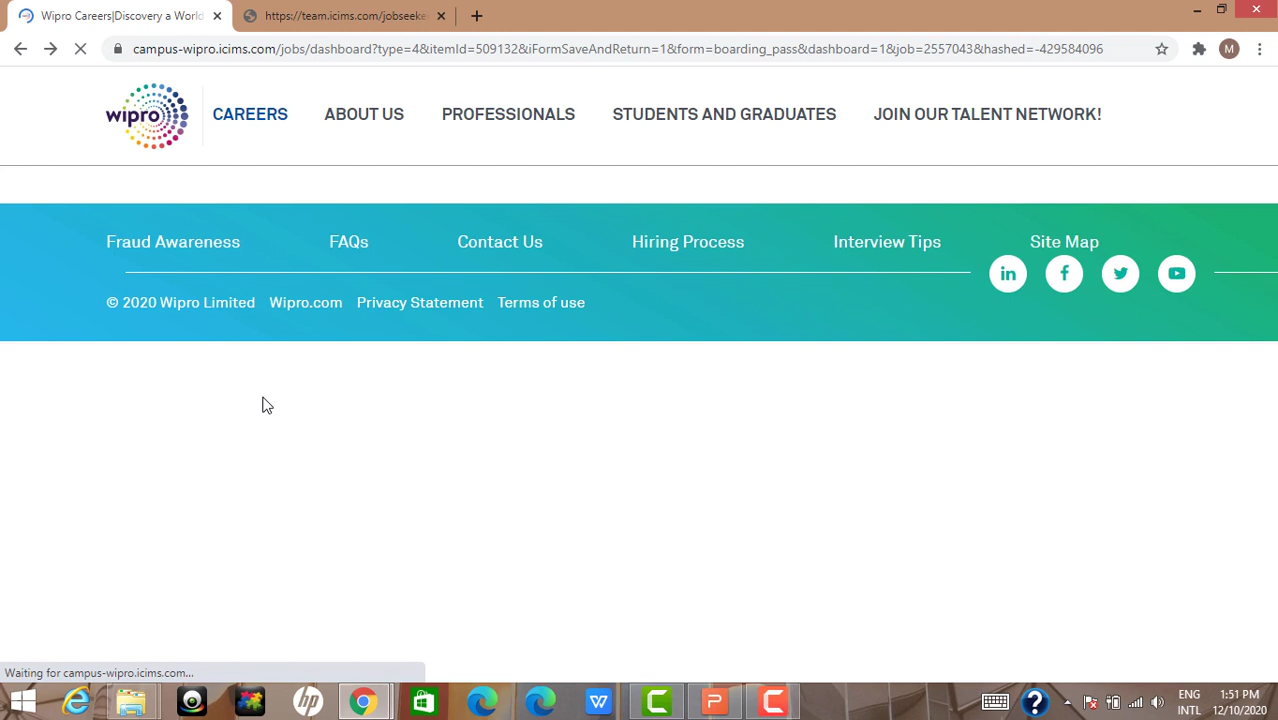 Wipro Careers|Discovery a World
https://team.icims.com/jobseeke
campus-wipro.icims.com/jobs/dashboard?type=4&itemId=509132&iFormSaveAndReturn=1&form=boarding_pass&dashboard=1&job=2557043&hashed=-429584096
M
wipro
CAREERS
ABOUT US
PROFESSIONALS
STUDENTS AND GRADUATES
JOIN OUR TALENT NETWORK!
Fraud Awareness
FAQs
Contact Us
Hiring Process
Interview Tips
Site Map
© 2020 Wipro Limited
Wipro.com
Privacy Statement
Terms of use
Waiting for campus-wipro.icims.com...
ENG
INTL
1:51 PM
12/10/2020